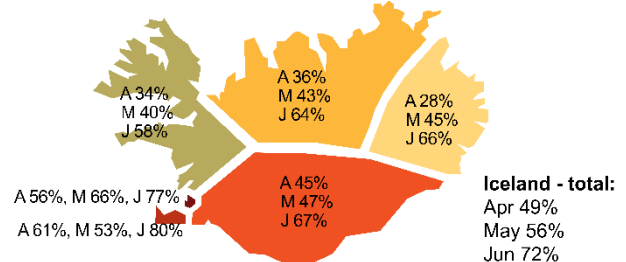 A 36%
M 43%
J 64%
A 34%
M 40%
J 58%
A 28%
M 45%
J 66%
A 56%, M 66%, J 77%
A 61%, M 53%, J 80%
A 45%
M 47%
J 67%
Iceland - total:
Apr 49%
May 56%
Jun 72%